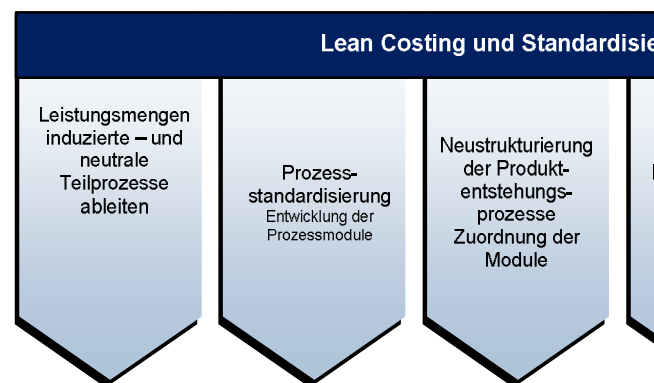 Lean Costing und Standardisie
Leistungsmengen
induzierte – und
neutrale
Teilprozesse
ableiten
Prozess-
standardisierung
Entwicklung der
Prozessmodule
Neustrukturierung
der Produkt-
entstehungs-
prozesse
Zuordnung der
Module